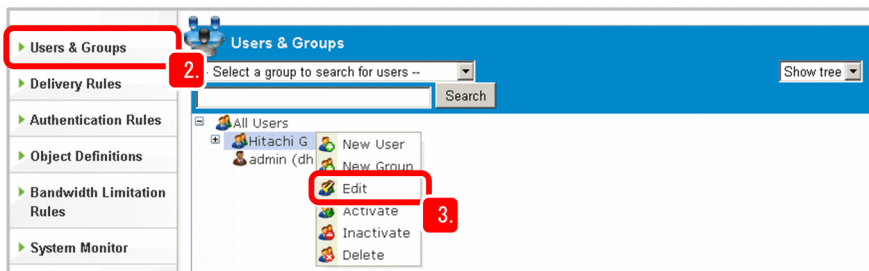 Users & Groups
Delivery Rules
Authentication Rules
Object Definitions
Bandwidth Limitation
Rules
System Monitor
2.
Users & Groups
Select a group to search for users --
Show tree
Search
All Users
Hitachi G
admin (dh
New User
New Group
Edit
Activate
Inactivate
Delete
3.